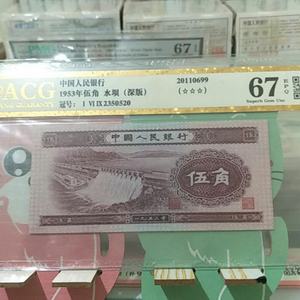 67
PACG
中国人民银行
1953年伍角 水坝（深版）
冠号： I VI IX 2350520
20110699
(☆☆☆)
67 EPQ
Superb Gem Unc
中國人民銀行
伍角
一九五三年